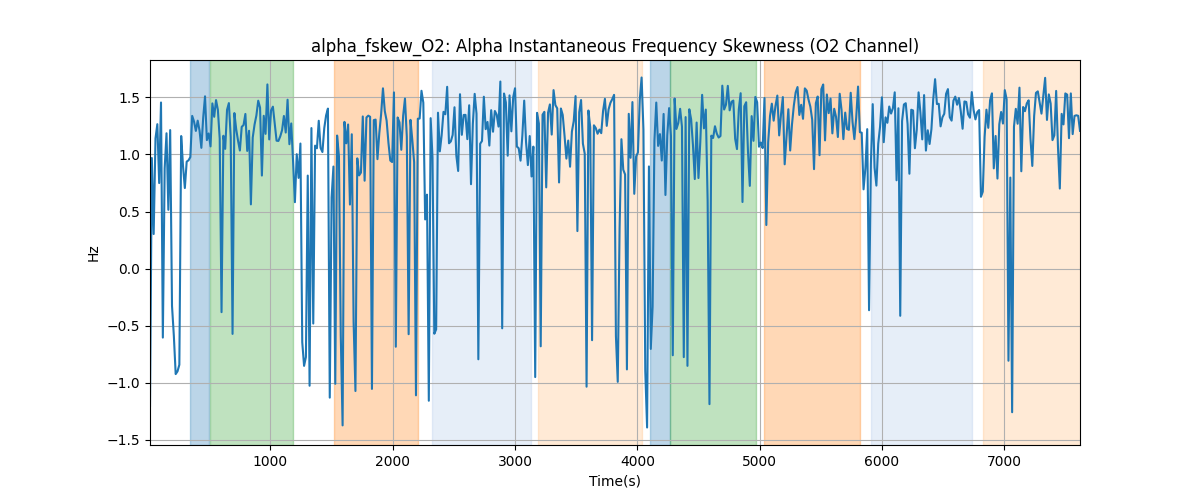 alpha_fskew_O2: Alpha Instantaneous Frequency Skewness (O2 Channel)
1.5
1.0
0.5
0.0
−0.5
−1.0
−1.5
Hz
1000 2000 3000 4000 5000 6000 7000
Time(s)